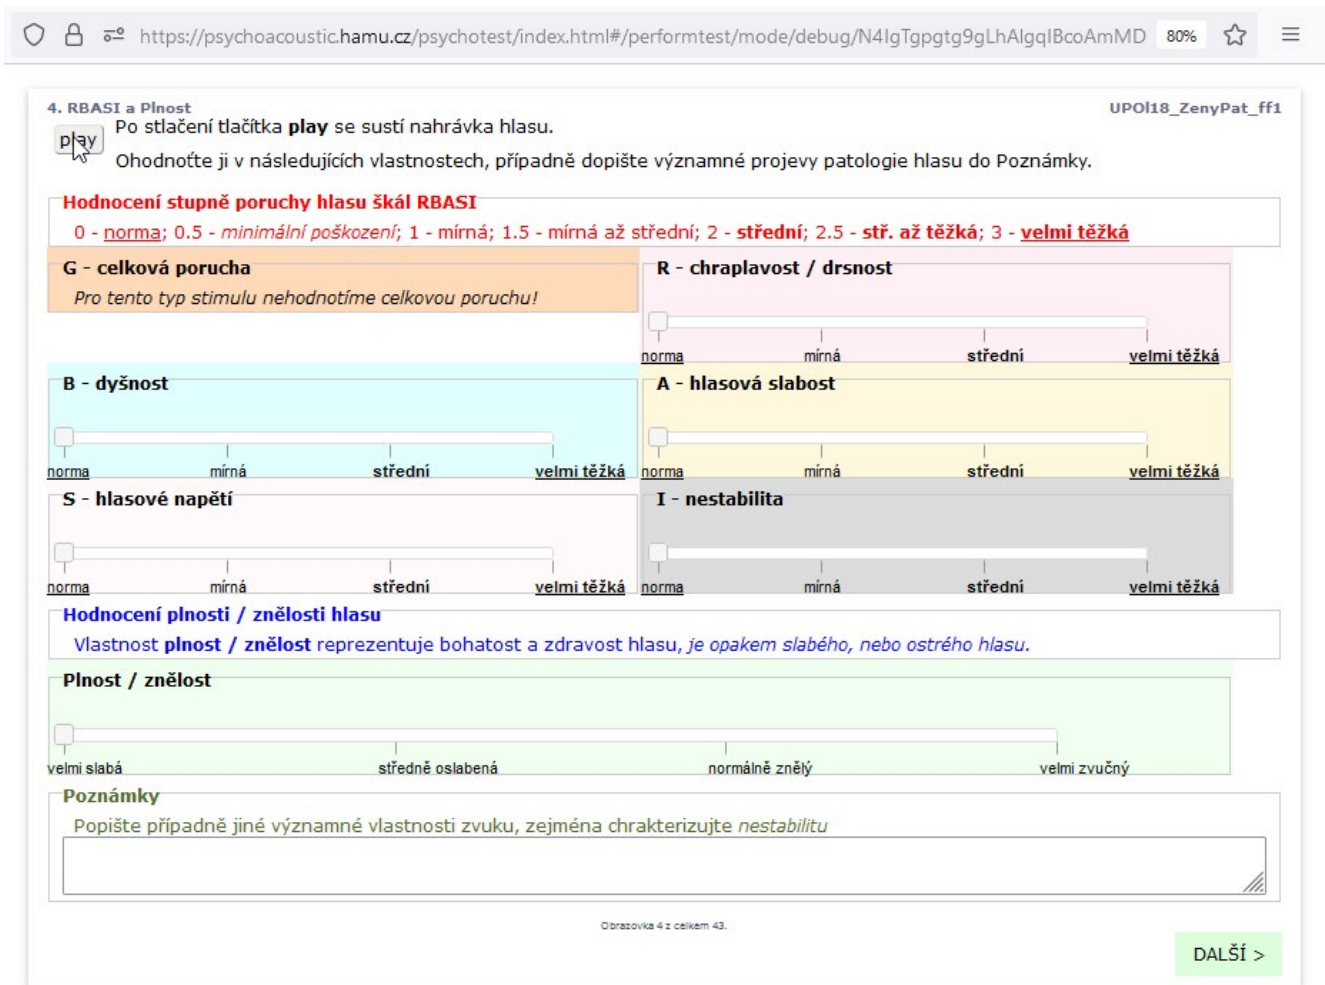 https://psychoacoustic.hamu.cz/psychotest/index.html#/performtest/mode/debug/N4IgTgpgtg9gLhAlgqIBcoAmMD 80%
4. RBASI a Plnost UPOl18_ZenyPat_ff1
play Po stlačení tlačítka play se sustí nahrávka hlasu.
Ohodnoťte ji v následujících vlastnostech, případně dopište významné projevy patologie hlasu do Poznámky.
Hodnocení stupně poruchy hlasu škál RBASI
0 - norma; 0.5 - minimální poškození; 1 - mírná; 1.5 - mírná až střední; 2 - střední; 2.5 - stř. až těžká; 3 - velmi těžká
G - celková porucha
Pro tento typ stimulu nehodnotíme celkovou poruchu!
R - chraplavost / drsnost
norma mírná střední velmi těžká
B - dyšnost
norma mírná střední velmi těžká
A - hlasová slabost
norma mírná střední velmi těžká
S - hlasové napětí
norma mírná střední velmi těžká
I - nestabilita
norma mírná střední velmi těžká
Hodnocení plnosti / znělosti hlasu
Vlastnost plnost / znělost reprezentuje bohatost a zdravost hlasu, je opakem slabého, nebo ostrého hlasu.
Plnost / znělost
velmi slabá středně oslabená normálně znělý velmi zvučný
Poznámky
Popište případně jiné významné vlastnosti zvuku, zejména chrakterizujte nestabilitu
Obrazovka 4 z celkem 43.
DALŠÍ >